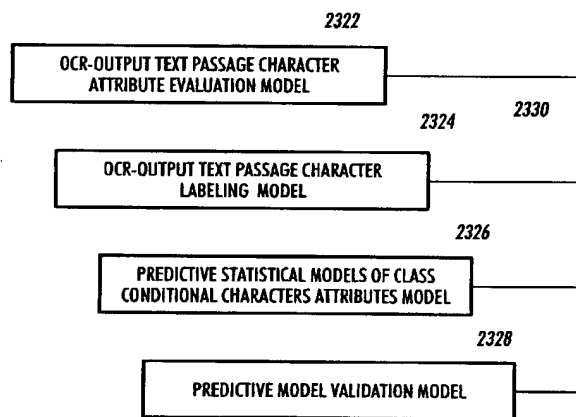 2322
OCR-OUTPUT TEXT PASSAGE CHARACTER
ATTRIBUTE EVALUATION MODEL
2330
2324
OCR-OUTPUT TEXT PASSAGE CHARACTER
LABELING MODEL
2326
PREDICTIVE STATISTICAL MODELS OF CLASS
CONDITIONAL CHARACTERS ATTRIBUTES MODEL
2328
PREDICTIVE MODEL VALIDATION MODEL